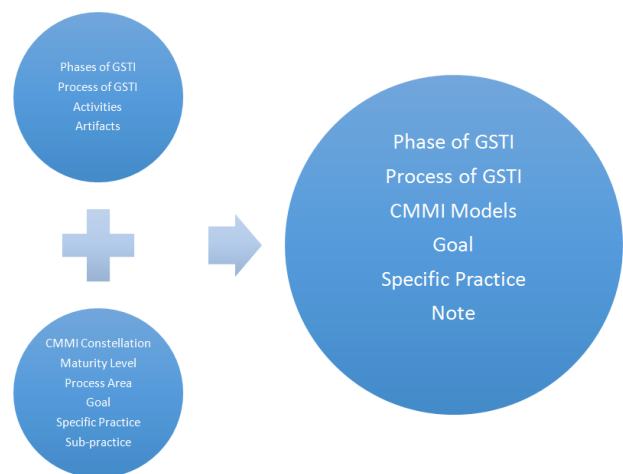 Phases of GSTI
Process of GSTI
Activities
Artifacts
CMMI Constellation
Maturity Level
Process Area
Goal
Specific Practice
Sub-practice
Phase of GSTI
Process of GSTI
CMMI Models
Goal
Specific Practice
Note